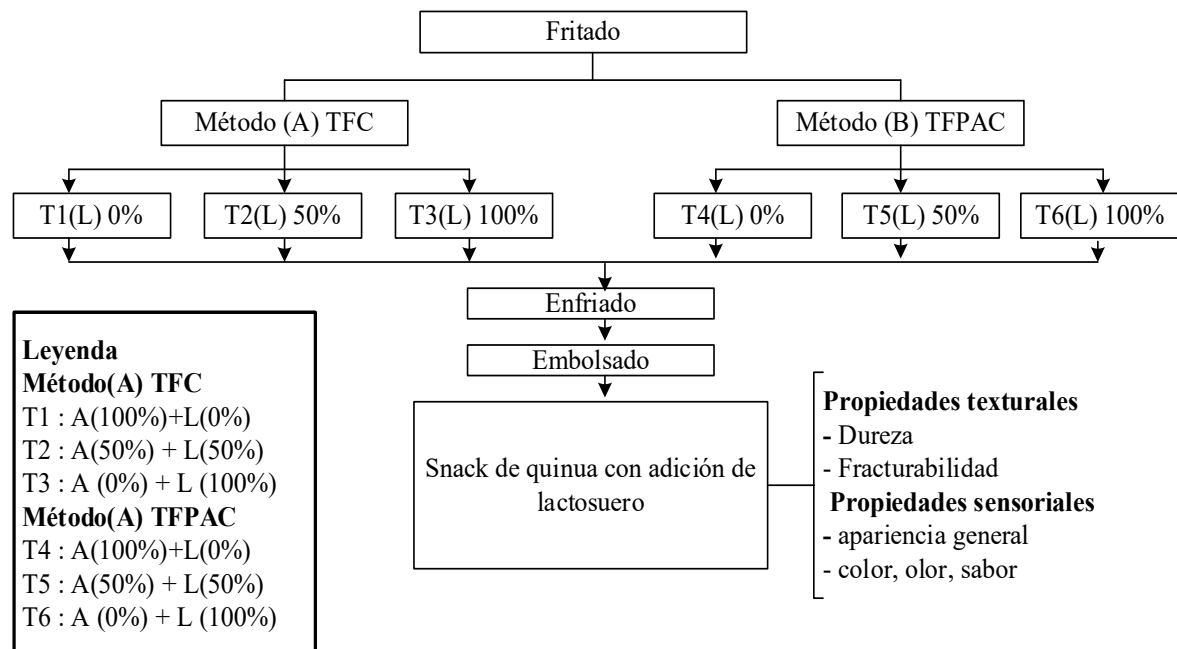 Fritado
Método (A) TFC
Método (B) TFPAC
T1(L) 0%
T2(L) 50%
T3(L) 100%
T4(L) 0%
T5(L) 50%
T6(L) 100%
Enfriado
Embolsado
Snack de quinua con adición de
lactosuero
Propiedades texturales
- Dureza
- Fracturabilidad
Propiedades sensoriales
- apariencia general
- color, olor, sabor
Leyenda
Método(A) TFC
T1 : A(100%)+L(0%)
T2 : A(50%) + L(50%)
T3 : A (0%) + L (100%)
Método(A) TFPAC
T4 : A(100%)+L(0%)
T5 : A(50%) + L(50%)
T6 : A (0%) + L (100%)